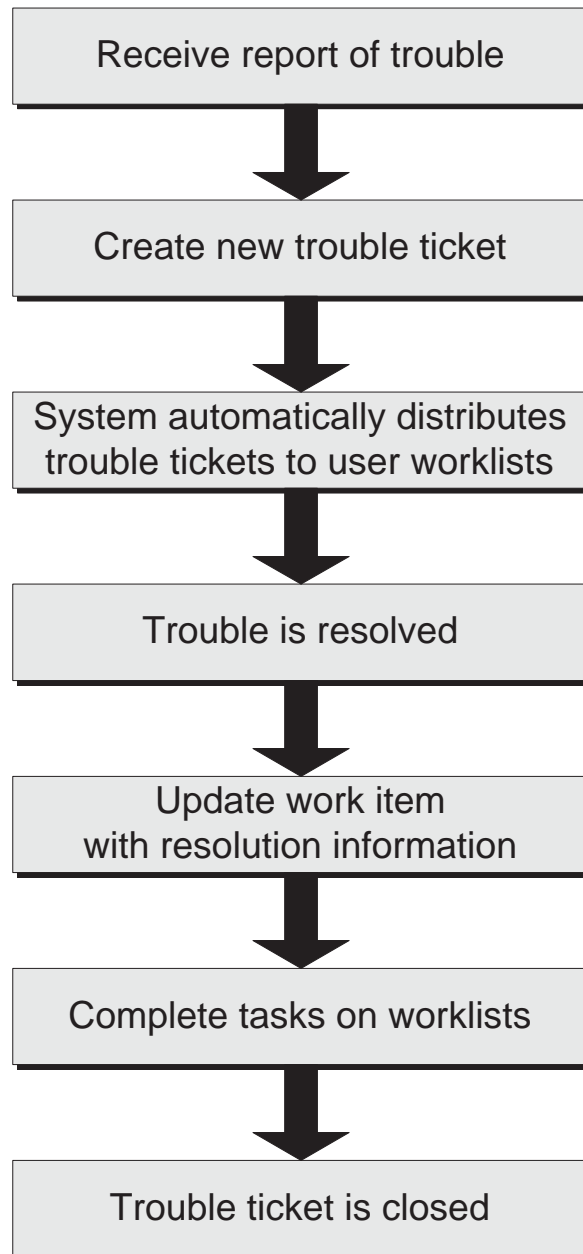 Receive report of trouble
Create new trouble ticket
System automatically distributes
trouble tickets to user worklists
Trouble is resolved
Update work item
with resolution information
Complete tasks on worklists
Trouble ticket is closed